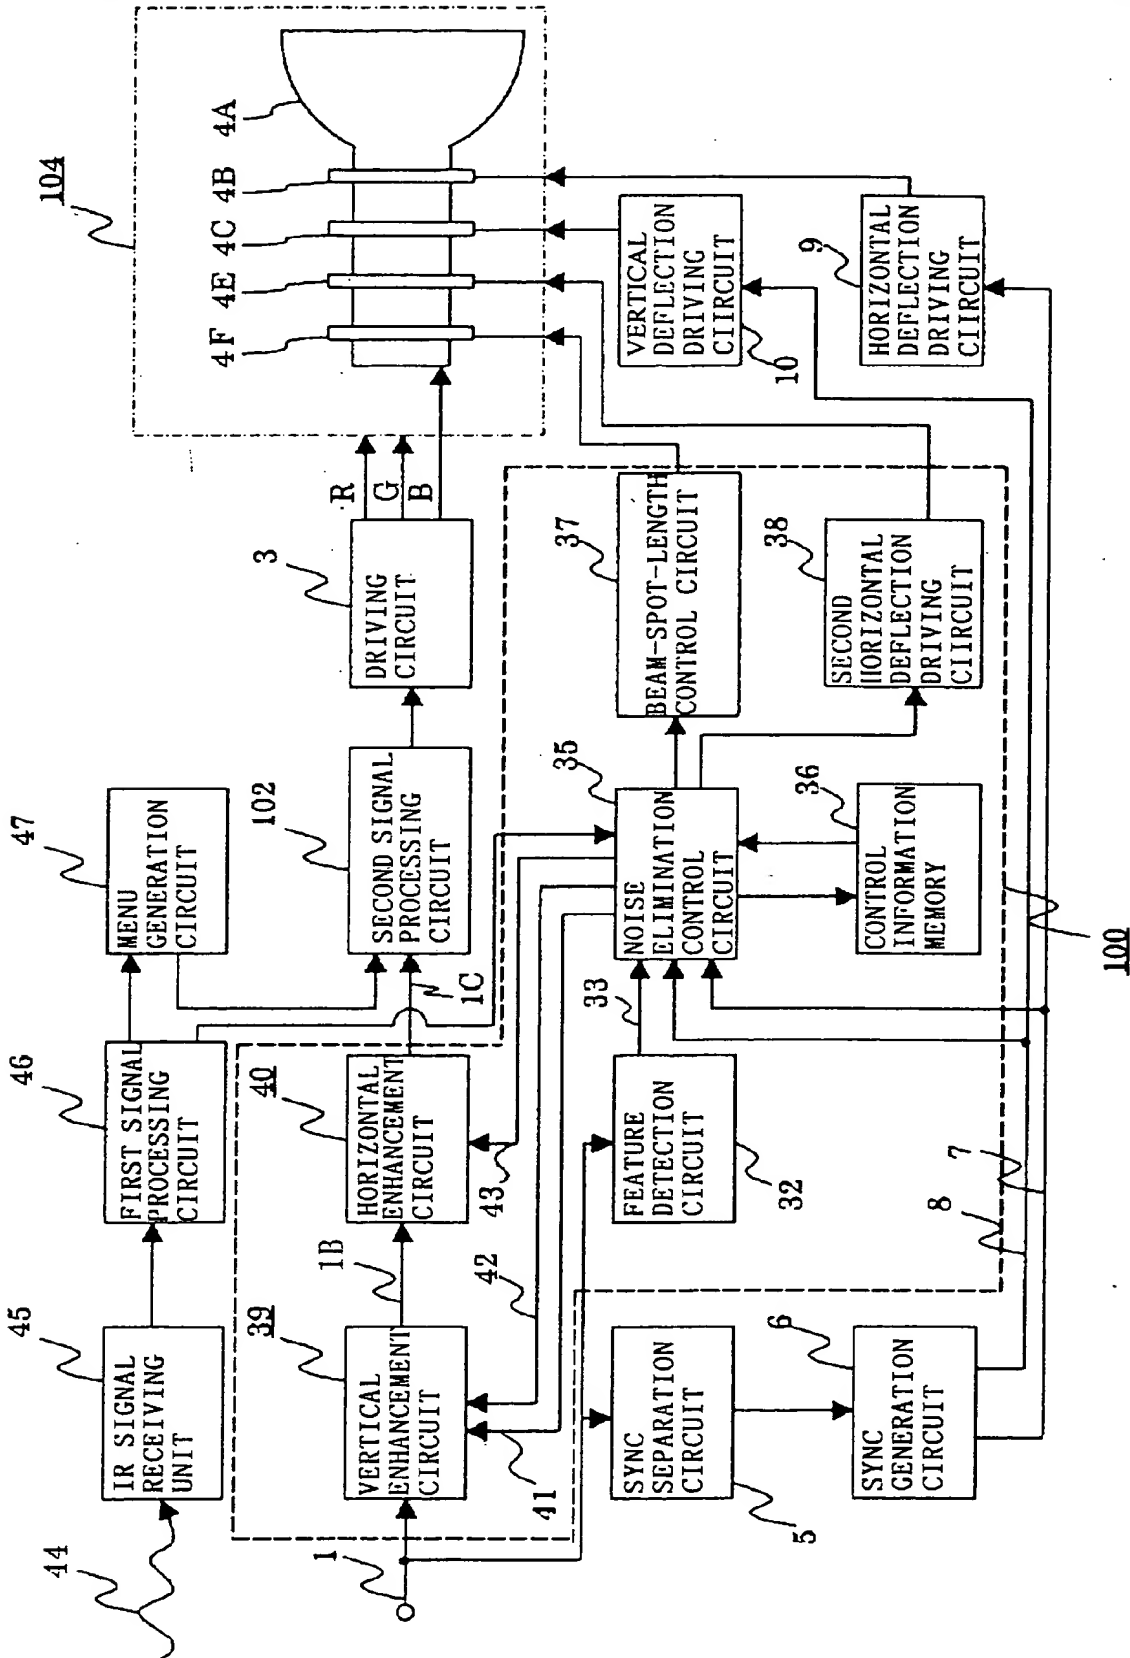 44
45
IR SIGNAL
RECEIVING
UNIT
46
FIRST SIGNAL
PROCESSING
CIRCUIT
47
MENU
GENERATION
CIRCUIT
104
4F
4E
4C
4B
4A
1
39
VERTICAL
ENHANCEMENT
CIRCUIT
1B
40
HORIZONTAL
ENHANCEMENT
CIRCUIT
1C
102
SECOND SIGNAL
PROCESSING
CIRCUIT
3
DRIVING
CIRCUIT
R
G
B
41
42
43
5
SYNC
SEPARATION
CIRCUIT
32
FEATURE
DETECTION
CIRCUIT
33
35
NOISE
ELIMINATION
CONTROL
CIRCUIT
37
BEAM-SPOT-LENGTH
CONTROL CIRCUIT
10
VERTICAL
DEFLECTION
DRIVING
CIIRCUIT
6
SYNC
GENERATION
CIRCUIT
36
CONTROL
INFORMATION
MEMORY
38
SECOND
HORIZONTAL
DEFLECTION
DRIVING
CIIRCUIT
9
HORIZONTAL
DEFLECTION
DRIVING
CIIRCUIT
8
7
100